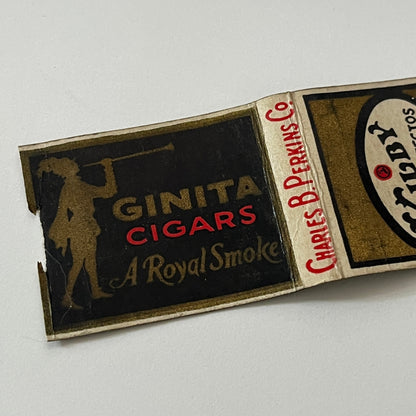 GINITA
CIGARS
A Royal Smoke
CHARLES B. PERKINS CO